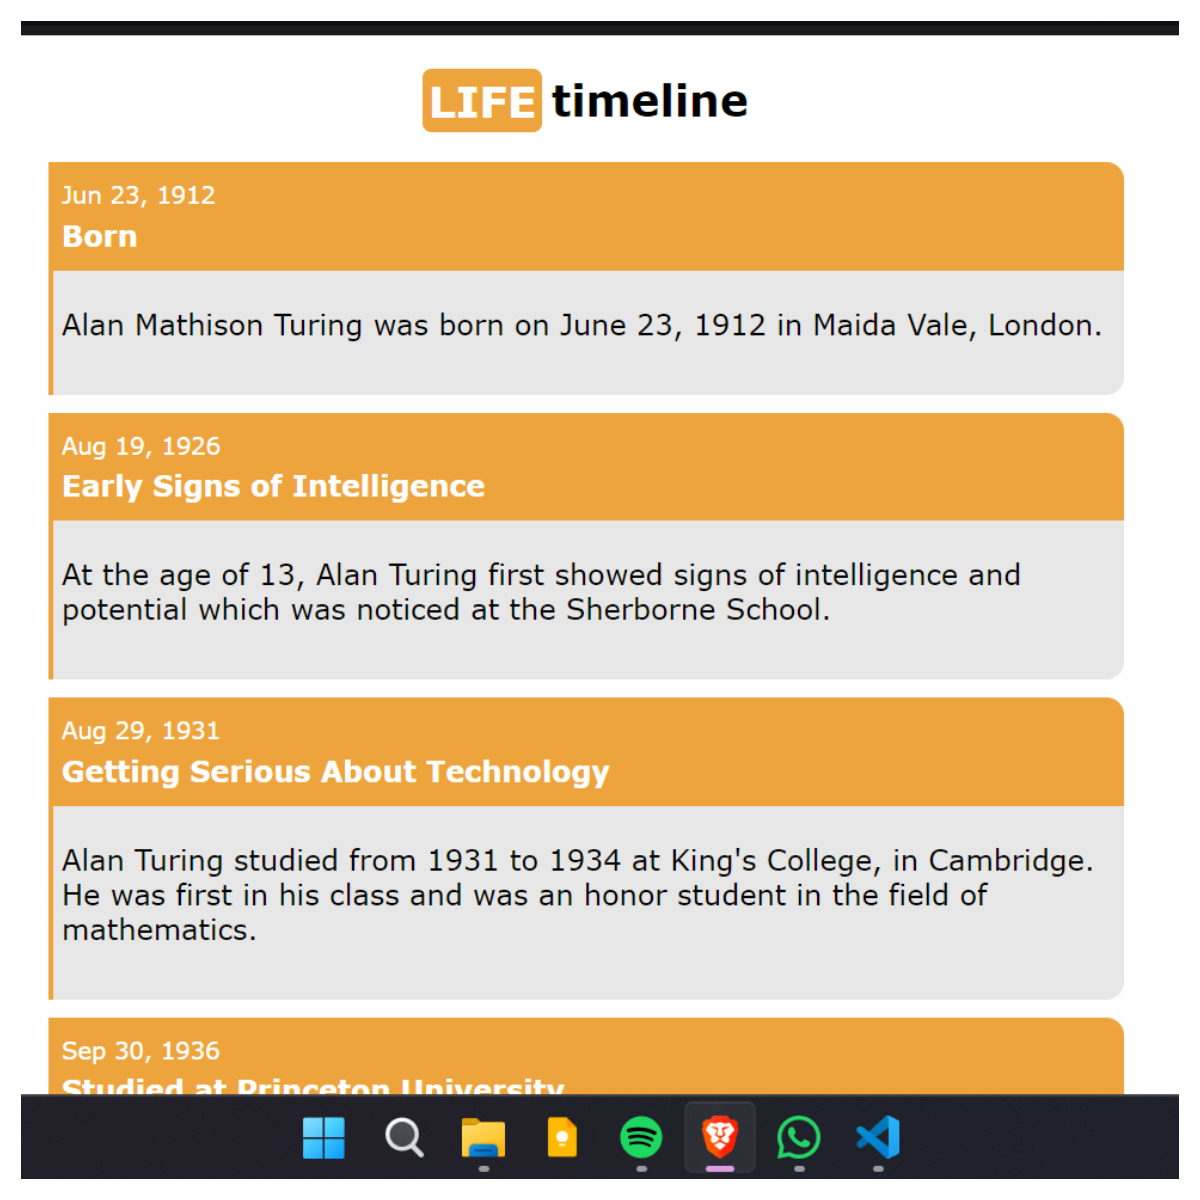 LIFE timeline
Jun 23, 1912
Born
Alan Mathison Turing was born on June 23, 1912 in Maida Vale, London.
Aug 19, 1926
Early Signs of Intelligence
At the age of 13, Alan Turing first showed signs of intelligence and
potential which was noticed at the Sherborne School.
Aug 29, 1931
Getting Serious About Technology
Alan Turing studied from 1931 to 1934 at King's College, in Cambridge.
He was first in his class and was an honor student in the field of
mathematics.
Sep 30, 1936
Studied at Princeton University